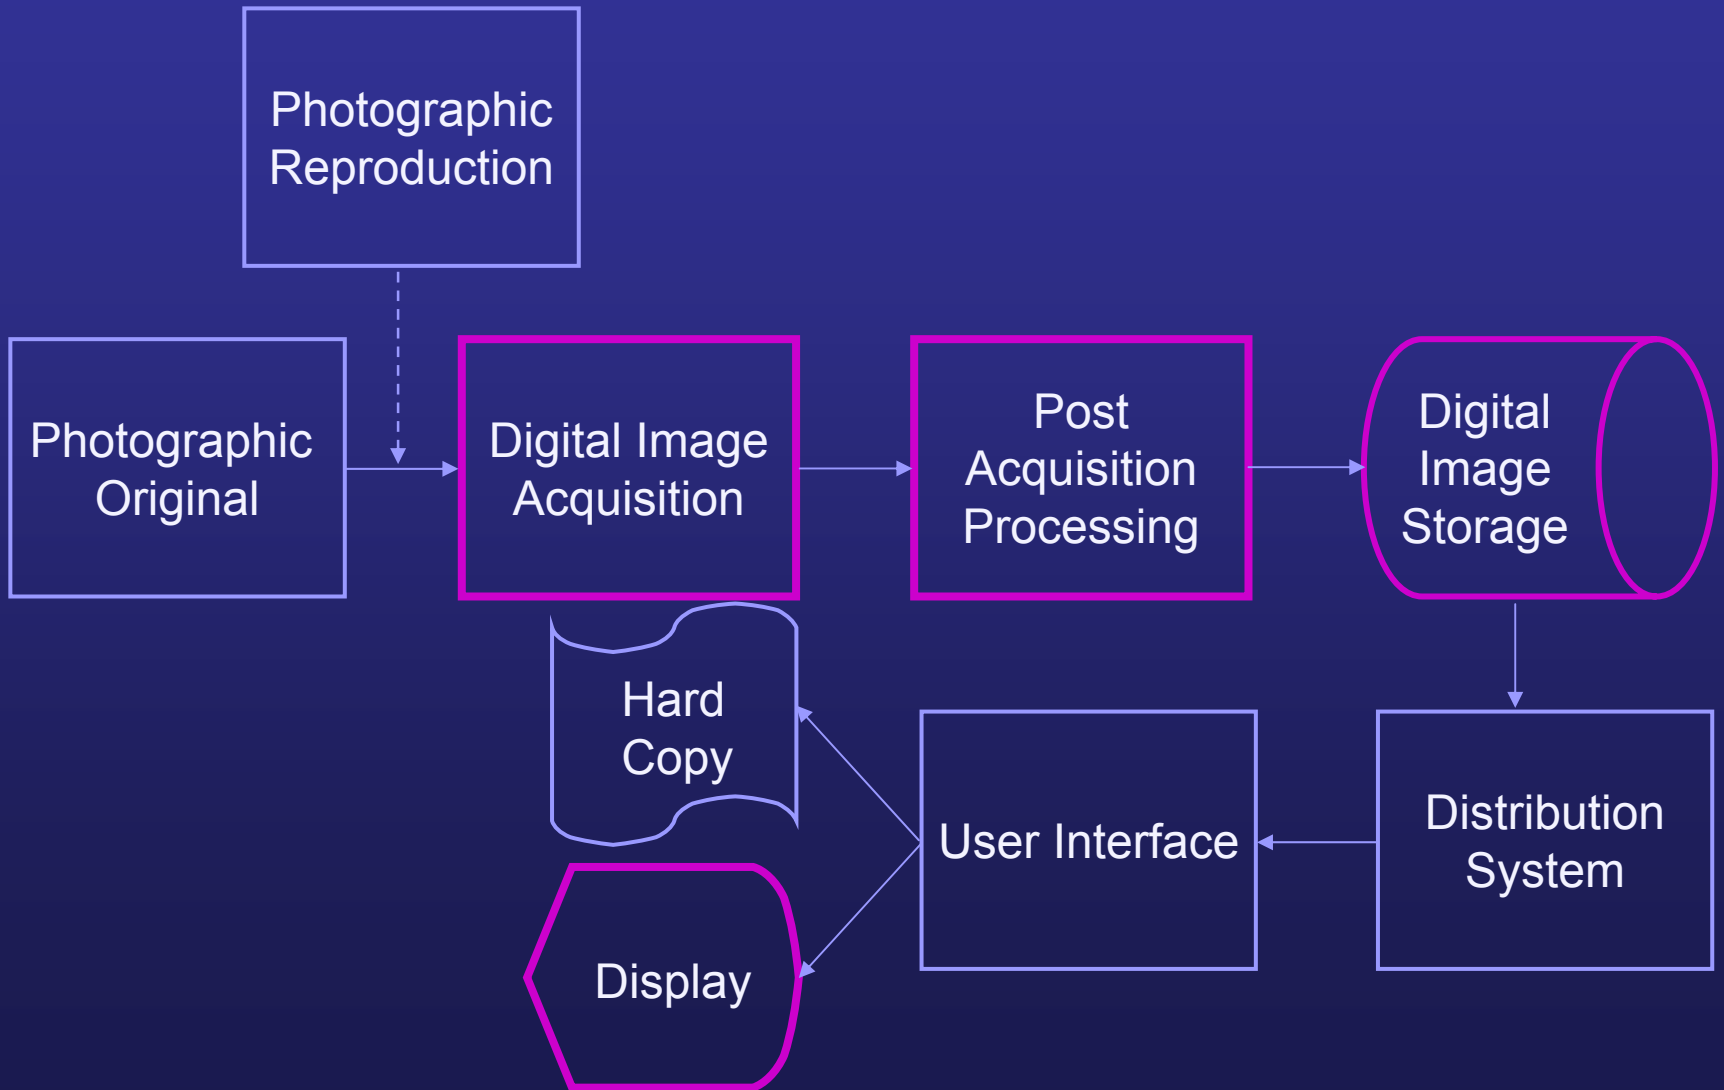 Photographic
Reproduction
Photographic
Original
Digital Image
Acquisition
Post
Acquisition
Processing
Digital
Image
Storage
Hard
Copy
User Interface
Distribution
System
Display